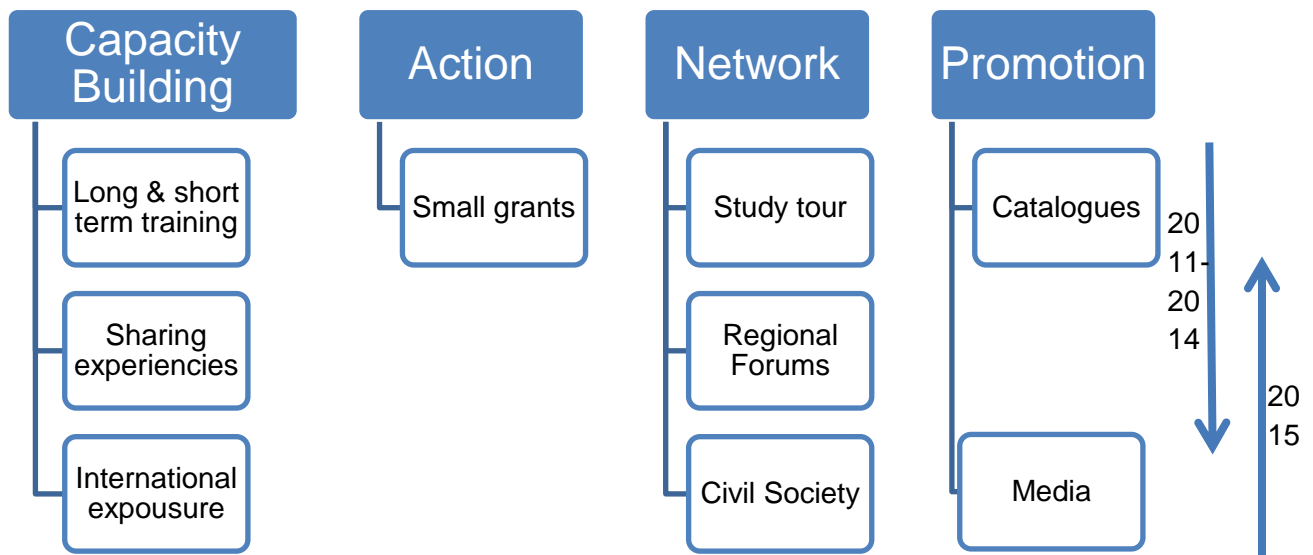 Capacity
Building
Long & short
term training
Sharing
experiencies
International
expousure
Action
Small grants
Network
Study tour
Regional
Forums
Civil Society
Promotion
Catalogues
Media
20
11-
20
14
20
15